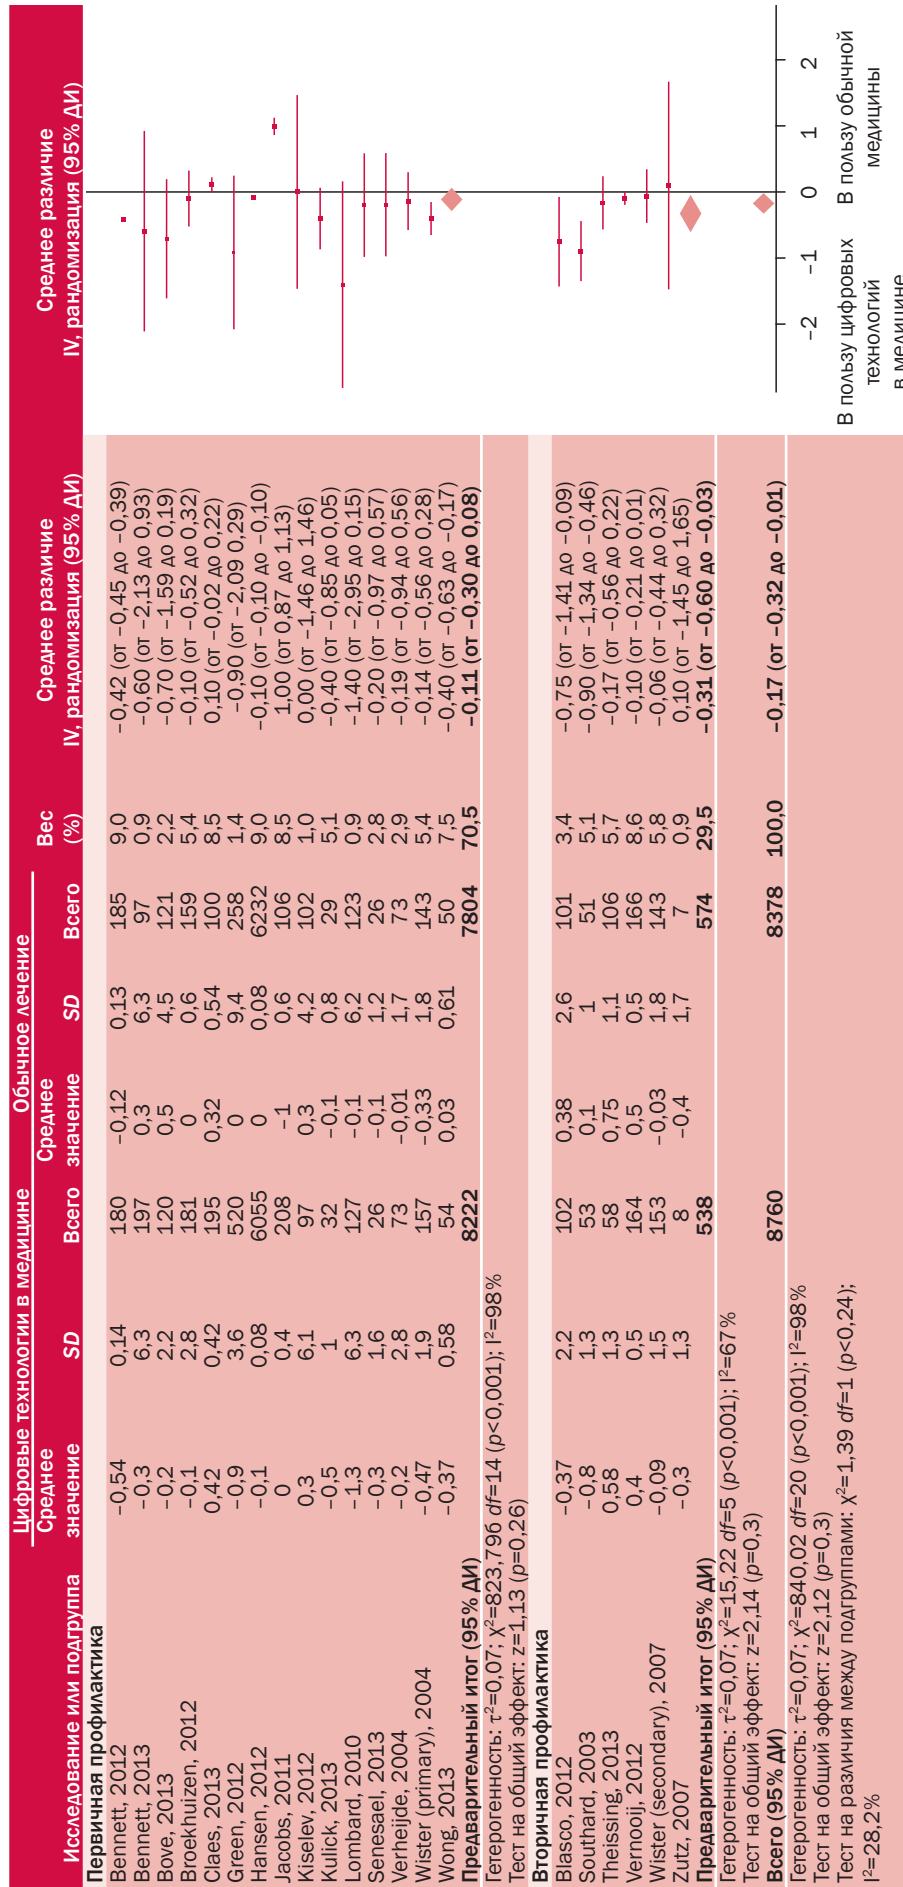 Цифровые технологии в медицине Обычное лечение
Исследование или подгруппа Среднее значение SD Всего Среднее значение SD Всего Вес (%) Среднее различие IV, рандомизация (95% ДИ) Среднее различие IV, рандомизация (95% ДИ)
Первичная профилактика
Bennett, 2012 −0,54 0,14 180 −0,12 0,13 185 9,0 −0,42 (от −0,45 до −0,39)
Bennett, 2013 −0,3 6,3 197 0,3 6,3 97 0,9 −0,60 (от −2,13 до 0,93)
Bove, 2013 −0,2 2,2 120 0,5 4,5 121 2,2 −0,70 (от −1,59 до 0,19)
Broekhuizen, 2012 −0,1 2,8 181 0 0,6 159 5,4 −0,10 (от −0,52 до 0,32)
Claes, 2013 0,42 0,42 195 0,32 0,54 100 8,5 0,10 (от −0,02 до 0,22)
Green, 2012 −0,9 3,6 520 0 9,4 258 1,4 −0,90 (от −2,09 0,29)
Hansen, 2012 −0,1 0,08 6055 0 0,08 6232 9,0 −0,10 (от −0,10 до −0,10)
Jacobs, 2011 0 0,4 208 −1 0,6 106 8,5 1,00 (от 0,87 до 1,13)
Kiselev, 2012 0,3 6,1 97 0,3 4,2 102 1,0 0,00 (от −1,46 до 1,46)
Kulick, 2013 −0,5 1 32 −0,1 0,8 29 5,1 −0,40 (от −0,85 до 0,05)
Lombard, 2010 −1,3 6,3 127 −0,1 6,2 123 0,9 −1,40 (от −2,95 до 0,15)
Senesael, 2013 −0,3 1,6 26 −0,1 1,2 26 2,8 −0,20 (от −0,97 до 0,57)
Verheijde, 2004 −0,2 2,8 73 −0,01 1,7 73 2,9 −0,19 (от −0,94 до 0,56)
Wister (primary), 2004 −0,47 1,9 157 −0,33 1,8 143 5,4 −0,14 (от −0,56 до 0,28)
Wong, 2013 −0,37 0,58 54 0,03 0,61 50 7,5 −0,40 (от −0,63 до −0,17)
Предварительный итог (95% ДИ) 8222 7804 70,5 −0,11 (от −0,30 до 0,08)
Гетерогенность: τ²=0,07; χ²=823,796 df=14 (p<0,001); I²=98%
Тест на общий эффект: z=1,13 (p=0,26)
Вторичная профилактика
Blasco, 2012 −0,37 2,2 102 0,38 2,6 101 3,4 −0,75 (от −1,41 до −0,09)
Southard, 2003 −0,8 1,3 53 0,1 1 51 5,1 −0,90 (от −1,34 до −0,46)
Theissing, 2013 0,58 1,3 58 0,75 1,1 106 5,7 −0,17 (от −0,56 до 0,22)
Vernooij, 2012 0,4 0,5 164 0,5 0,5 166 8,6 −0,10 (от −0,21 до 0,01)
Wister (secondary), 2007 −0,09 1,5 153 −0,03 1,8 143 5,8 −0,06 (от −0,44 до 0,32)
Zutz, 2007 −0,3 1,3 8 −0,4 1,7 7 0,9 0,10 (от −1,45 до 1,65)
Предварительный итог (95% ДИ) 538 574 29,5 −0,31 (от −0,60 до −0,03)
Гетерогенность: τ²=0,07; χ²=15,22 df=5 (p<0,001); I²=67%
Тест на общий эффект: z=2,14 (p=0,3)
Всего (95% ДИ) 8760 8378 100,0 −0,17 (от −0,32 до −0,01)
Гетерогенность: τ²=0,07; χ²=840,02 df=20 (p<0,001); I²=98%
Тест на общий эффект: z=2,12 (p=0,3)
Тест на различия между подгруппами: χ²=1,39 df=1 (p<0,24);
I²=28,2%
−2 −1 0 1 2
В пользу цифровых технологий в медицине
В пользу обычной медицины